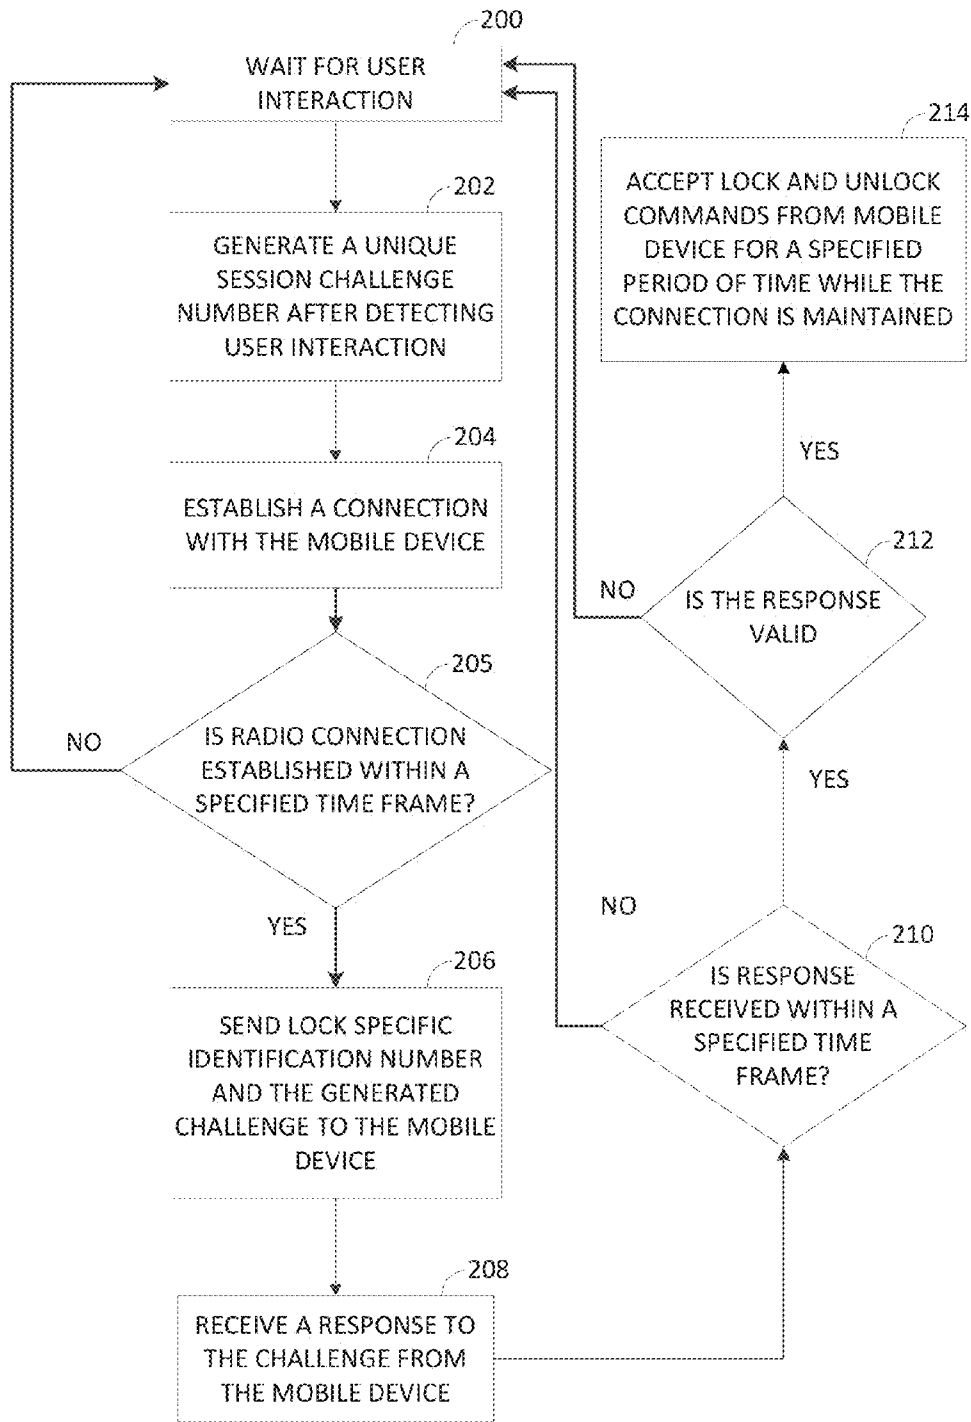 200
WAIT FOR USER
INTERACTION
202
GENERATE A UNIQUE
SESSION CHALLENGE
NUMBER AFTER DETECTING
USER INTERACTION
204
ESTABLISH A CONNECTION
WITH THE MOBILE DEVICE
205
IS RADIO CONNECTION
ESTABLISHED WITHIN A
SPECIFIED TIME FRAME?
NO
YES
206
SEND LOCK SPECIFIC
IDENTIFICATION NUMBER
AND THE GENERATED
CHALLENGE TO THE MOBILE
DEVICE
208
RECEIVE A RESPONSE TO
THE CHALLENGE FROM
THE MOBILE DEVICE
210
IS RESPONSE
RECEIVED WITHIN A
SPECIFIED TIME
FRAME?
NO
YES
212
IS THE RESPONSE
VALID
NO
YES
214
ACCEPT LOCK AND UNLOCK
COMMANDS FROM MOBILE
DEVICE FOR A SPECIFIED
PERIOD OF TIME WHILE THE
CONNECTION IS MAINTAINED